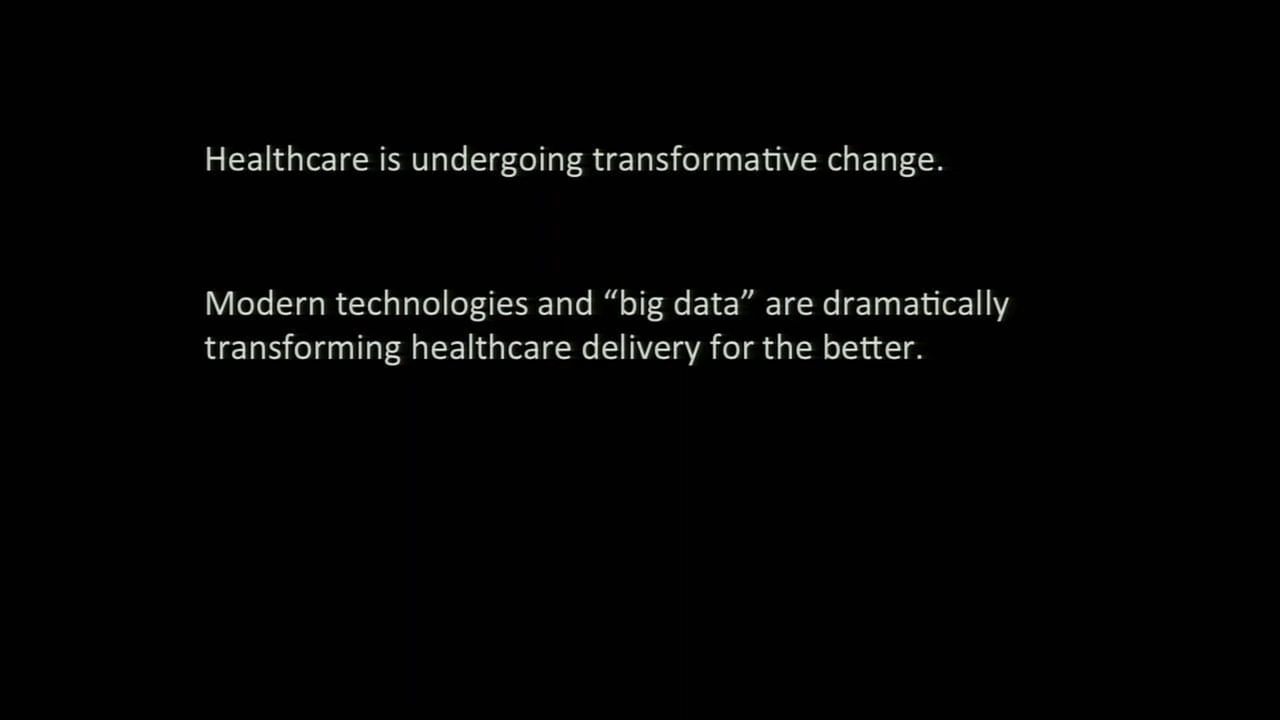 Healthcare is undergoing transformative change.
Modern technologies and “big data” are dramatically
transforming healthcare delivery for the better.